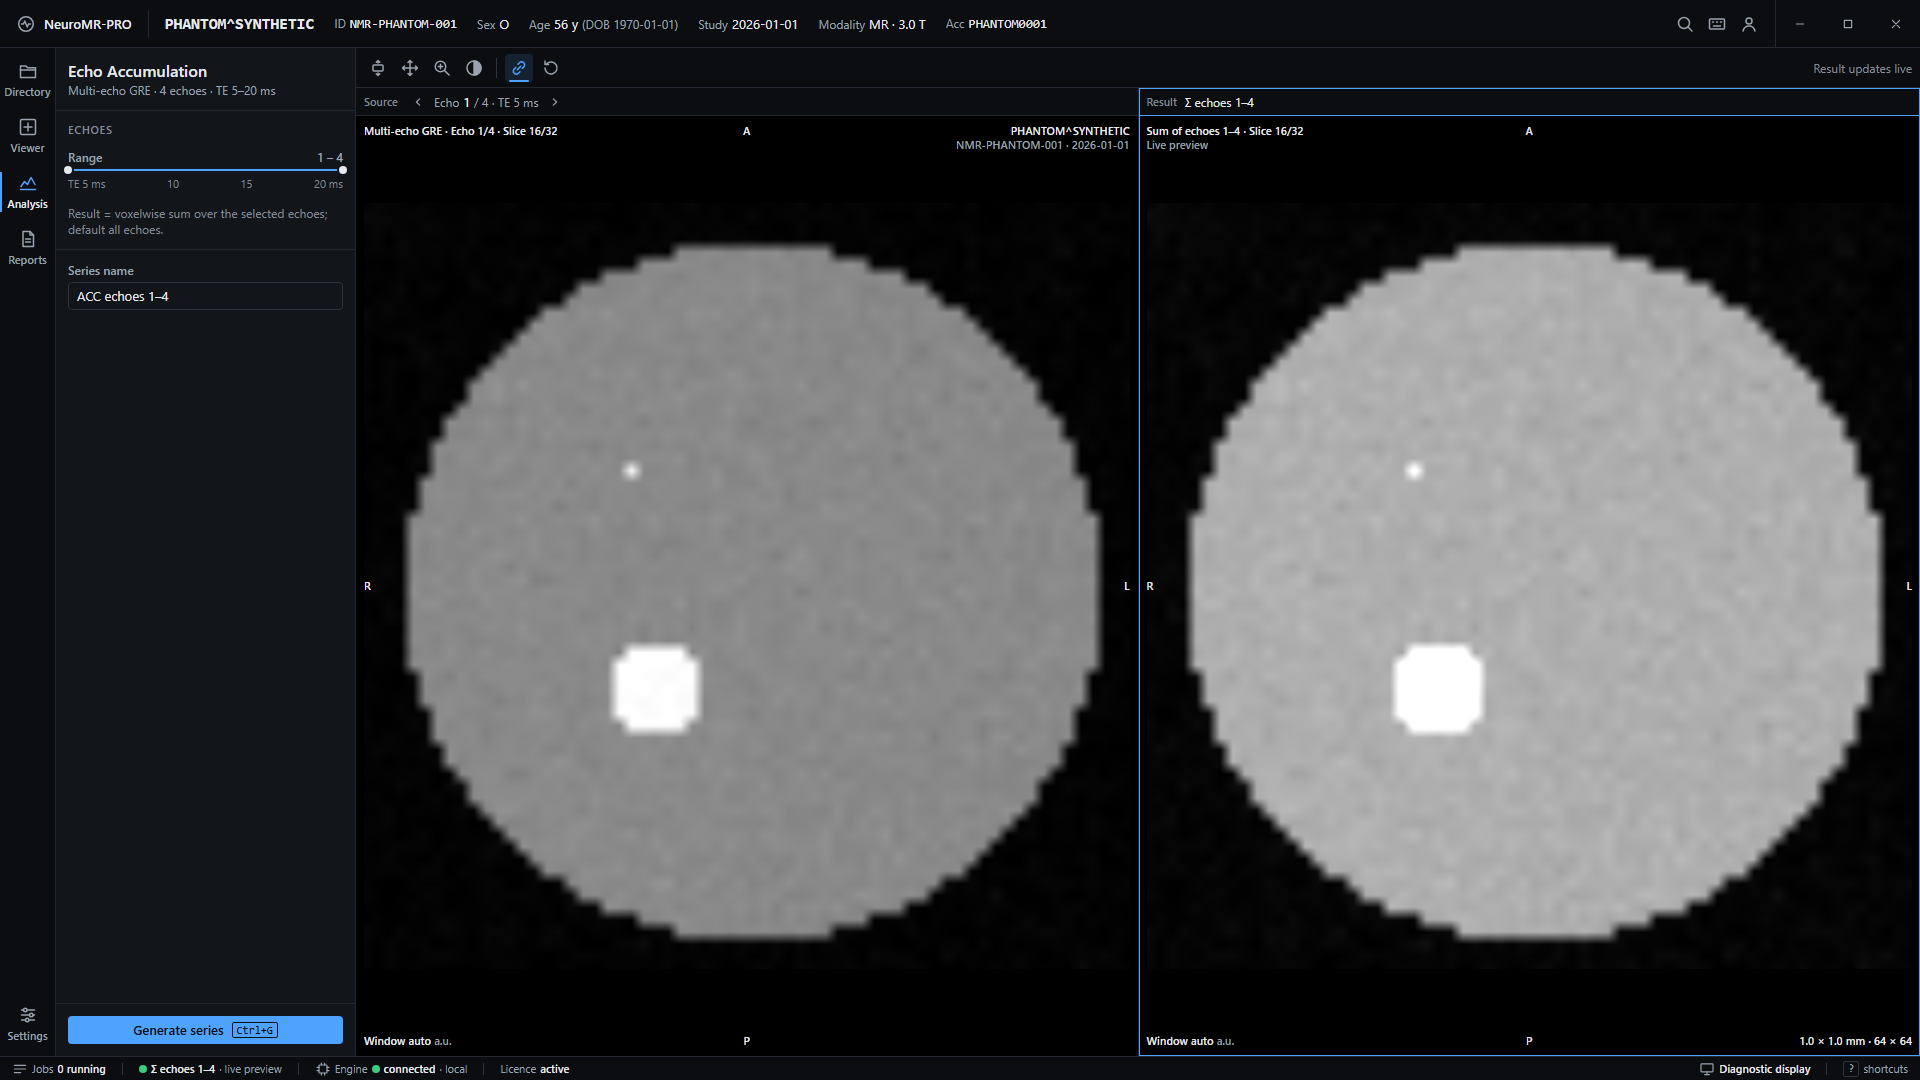 NeuroMR-PRO PHANTOM^SYNTHETIC ID NMR-PHANTOM-001 Sex O Age 56 y (DOB 1970-01-01) Study 2026-01-01 Modality MR · 3.0 T Acc PHANTOM0001
Directory
Viewer
Analysis
Reports
Settings
Echo Accumulation
Multi-echo GRE · 4 echoes · TE 5–20 ms
ECHOES
Range 1 – 4
TE 5 ms 10 15 20 ms
Result = voxelwise sum over the selected echoes;
default all echoes.
Series name
ACC echoes 1–4
Generate series Ctrl+G
Result updates live
Source Echo 1 / 4 · TE 5 ms
Multi-echo GRE · Echo 1/4 · Slice 16/32 A PHANTOM^SYNTHETIC
NMR-PHANTOM-001 · 2026-01-01
R L
Window auto a.u. P
Result Σ echoes 1–4
Sum of echoes 1–4 · Slice 16/32 A
Live preview
R L
Window auto a.u. P 1.0 × 1.0 mm · 64 × 64
Jobs 0 running Σ echoes 1–4 · live preview Engine connected · local Licence active Diagnostic display ? shortcuts